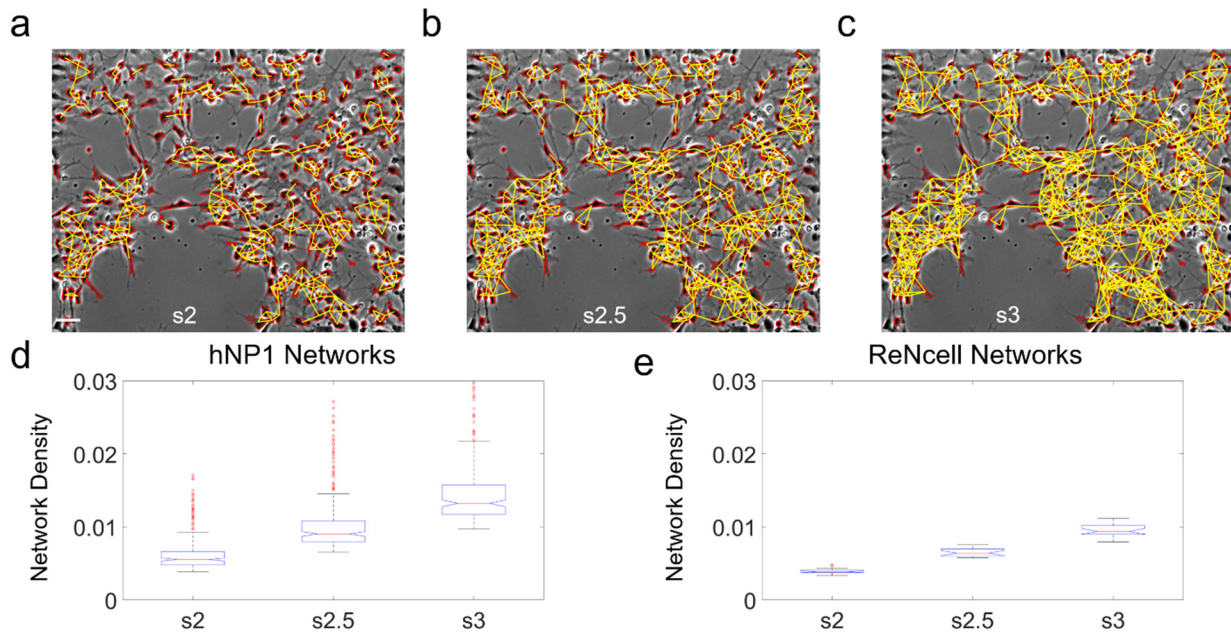 a
b
c
s2
s2.5
s3
d
hNP1 Networks
e
ReNcell Networks
0.03
0.02
0.01
0
Network Density
s2
s2.5
s3
0.03
0.02
0.01
0
Network Density
s2
s2.5
s3